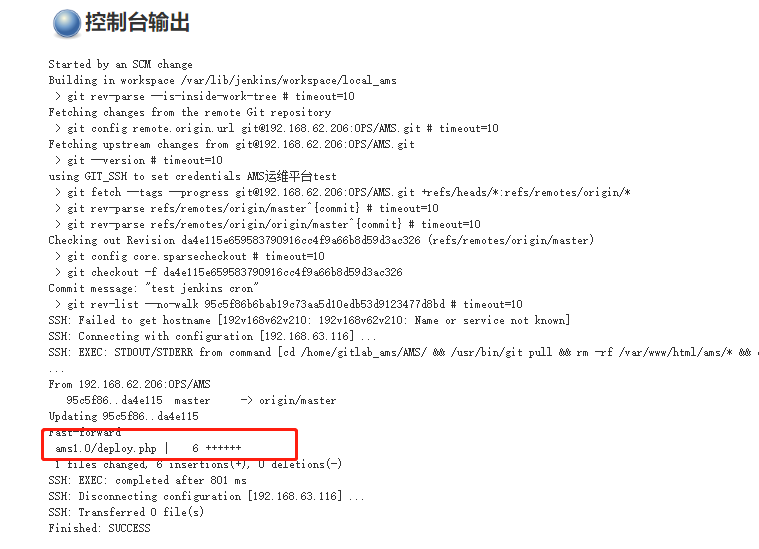 控制台输出
Started by an SCM change
Building in workspace /var/lib/jenkins/workspace/local_ams
> git rev-parse --is-inside-work-tree # timeout=10
Fetching changes from the remote Git repository
> git config remote.origin.url git@192.168.62.206:OPS/AMS.git # timeout=10
Fetching upstream changes from git@192.168.62.206:OPS/AMS.git
> git --version # timeout=10
using GIT_SSH to set credentials AMS运维平台test
> git fetch --tags --progress git@192.168.62.206:OPS/AMS.git +refs/heads/*:refs/remotes/origin/*
> git rev-parse refs/remotes/origin/master^{commit} # timeout=10
> git rev-parse refs/remotes/origin/origin/master^{commit} # timeout=10
Checking out Revision da4e115e659583790916cc4f9a66b8d59d3ac326 (refs/remotes/origin/master)
> git config core.sparsecheckout # timeout=10
> git checkout -f da4e115e659583790916cc4f9a66b8d59d3ac326
Commit message: "test jenkins cron"
> git rev-list --no-walk 95c5f86b6bab19c73aa5d10edb53d9123477d8bd # timeout=10
SSH: Failed to get hostname [192v168v62v210: 192v168v62v210: Name or service not known]
SSH: Connecting with configuration [192.168.63.116] ...
SSH: EXEC: STDOUT/STDERR from command [cd /home/gitlab_ams/AMS/ && /usr/bin/git pull && rm -rf /var/www/html/ams/* &&
...
From 192.168.62.206:OPS/AMS
95c5f86..da4e115 master -> origin/master
Updating 95c5f86..da4e115
Fast-forward
ams1.0/deploy.php | 6 ++++++
1 files changed, 6 insertions(+), 0 deletions(-)
SSH: EXEC: completed after 801 ms
SSH: Disconnecting configuration [192.168.63.116] ...
SSH: Transferred 0 file(s)
Finished: SUCCESS